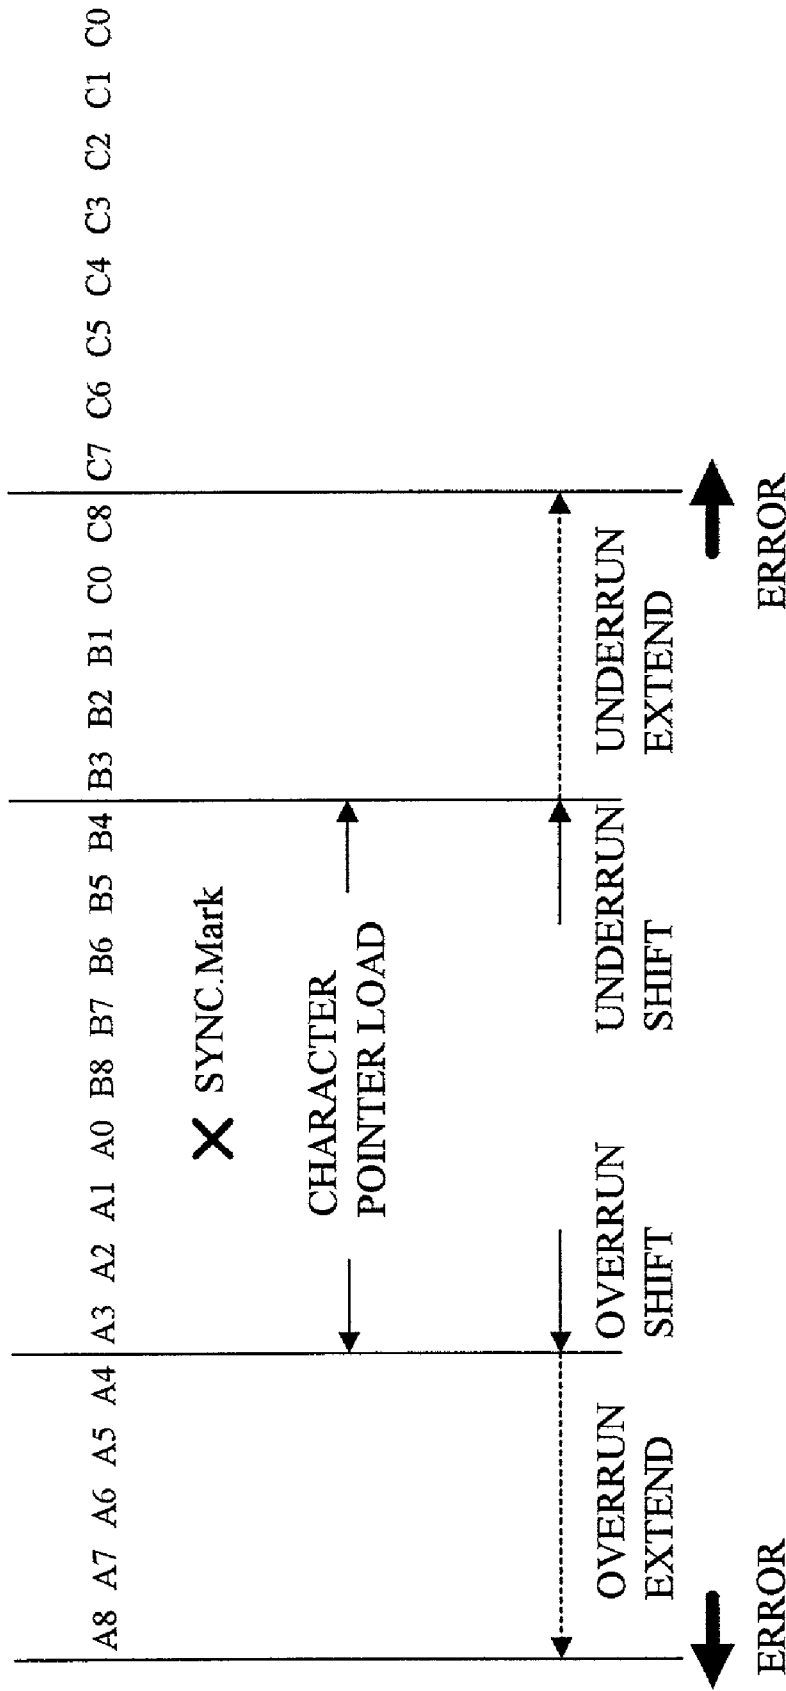 A8 A7 A6 A5 A4 A3 A2 A1 A0 B8 B7 B6 B5 B4 B3 B2 B1 C0 C8 C7 C6 C5 C4 C3 C2 C1 C0
SYNC.Mark
CHARACTER
POINTER LOAD
OVERRUN
EXTEND
OVERRUN
SHIFT
UNDERRUN
SHIFT
UNDERRUN
EXTEND
ERROR
ERROR